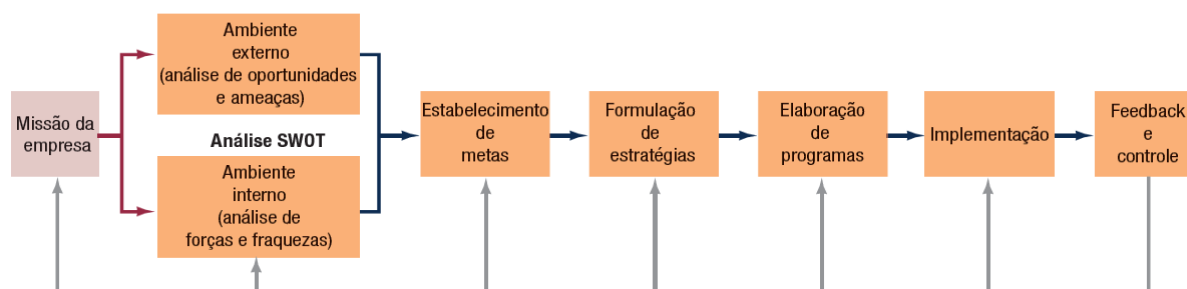 Missão da
empresa
Ambiente
externo
(análise de oportunidades
e ameaças)
Análise SWOT
Ambiente
interno
(análise de
forças e fraquezas)
Estabelecimento
de
metas
Formulação
de
estratégias
Elaboração
de
programas
Implementação
Feedback
e
controle